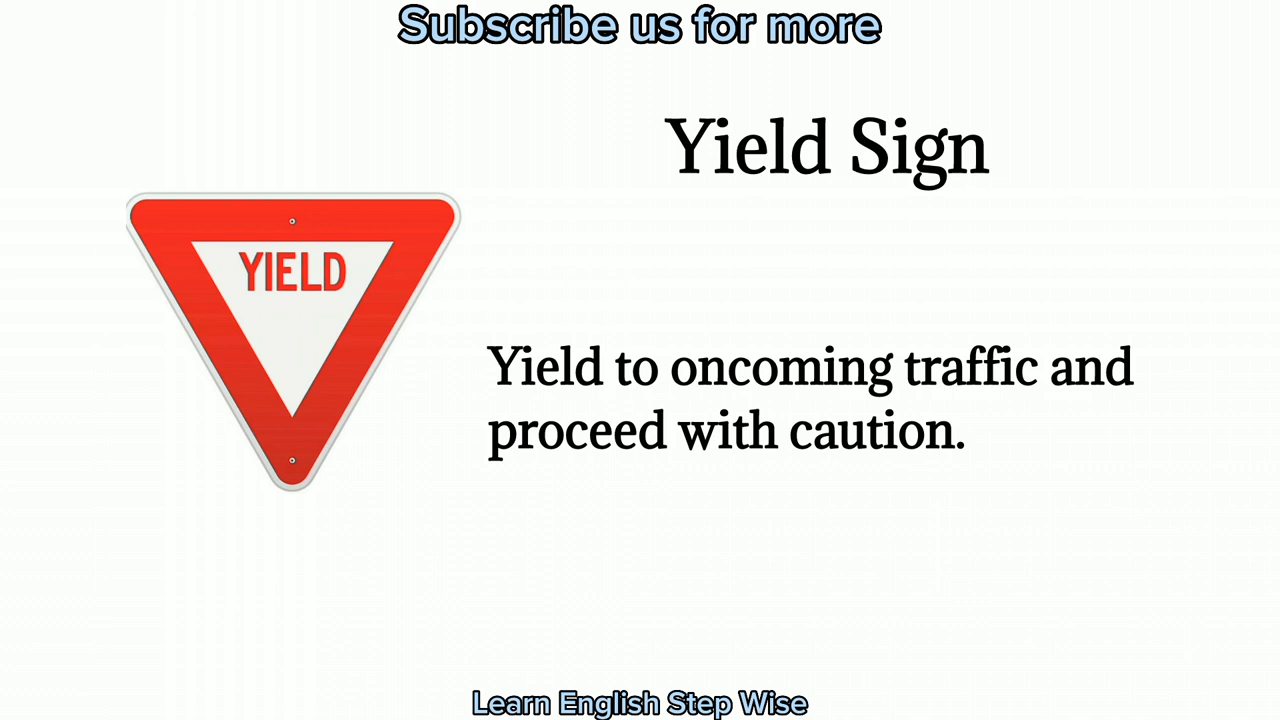 Subscribe us for more
Yield Sign
YIELD
Yield to oncoming traffic and
proceed with caution.
Learn English Step Wise